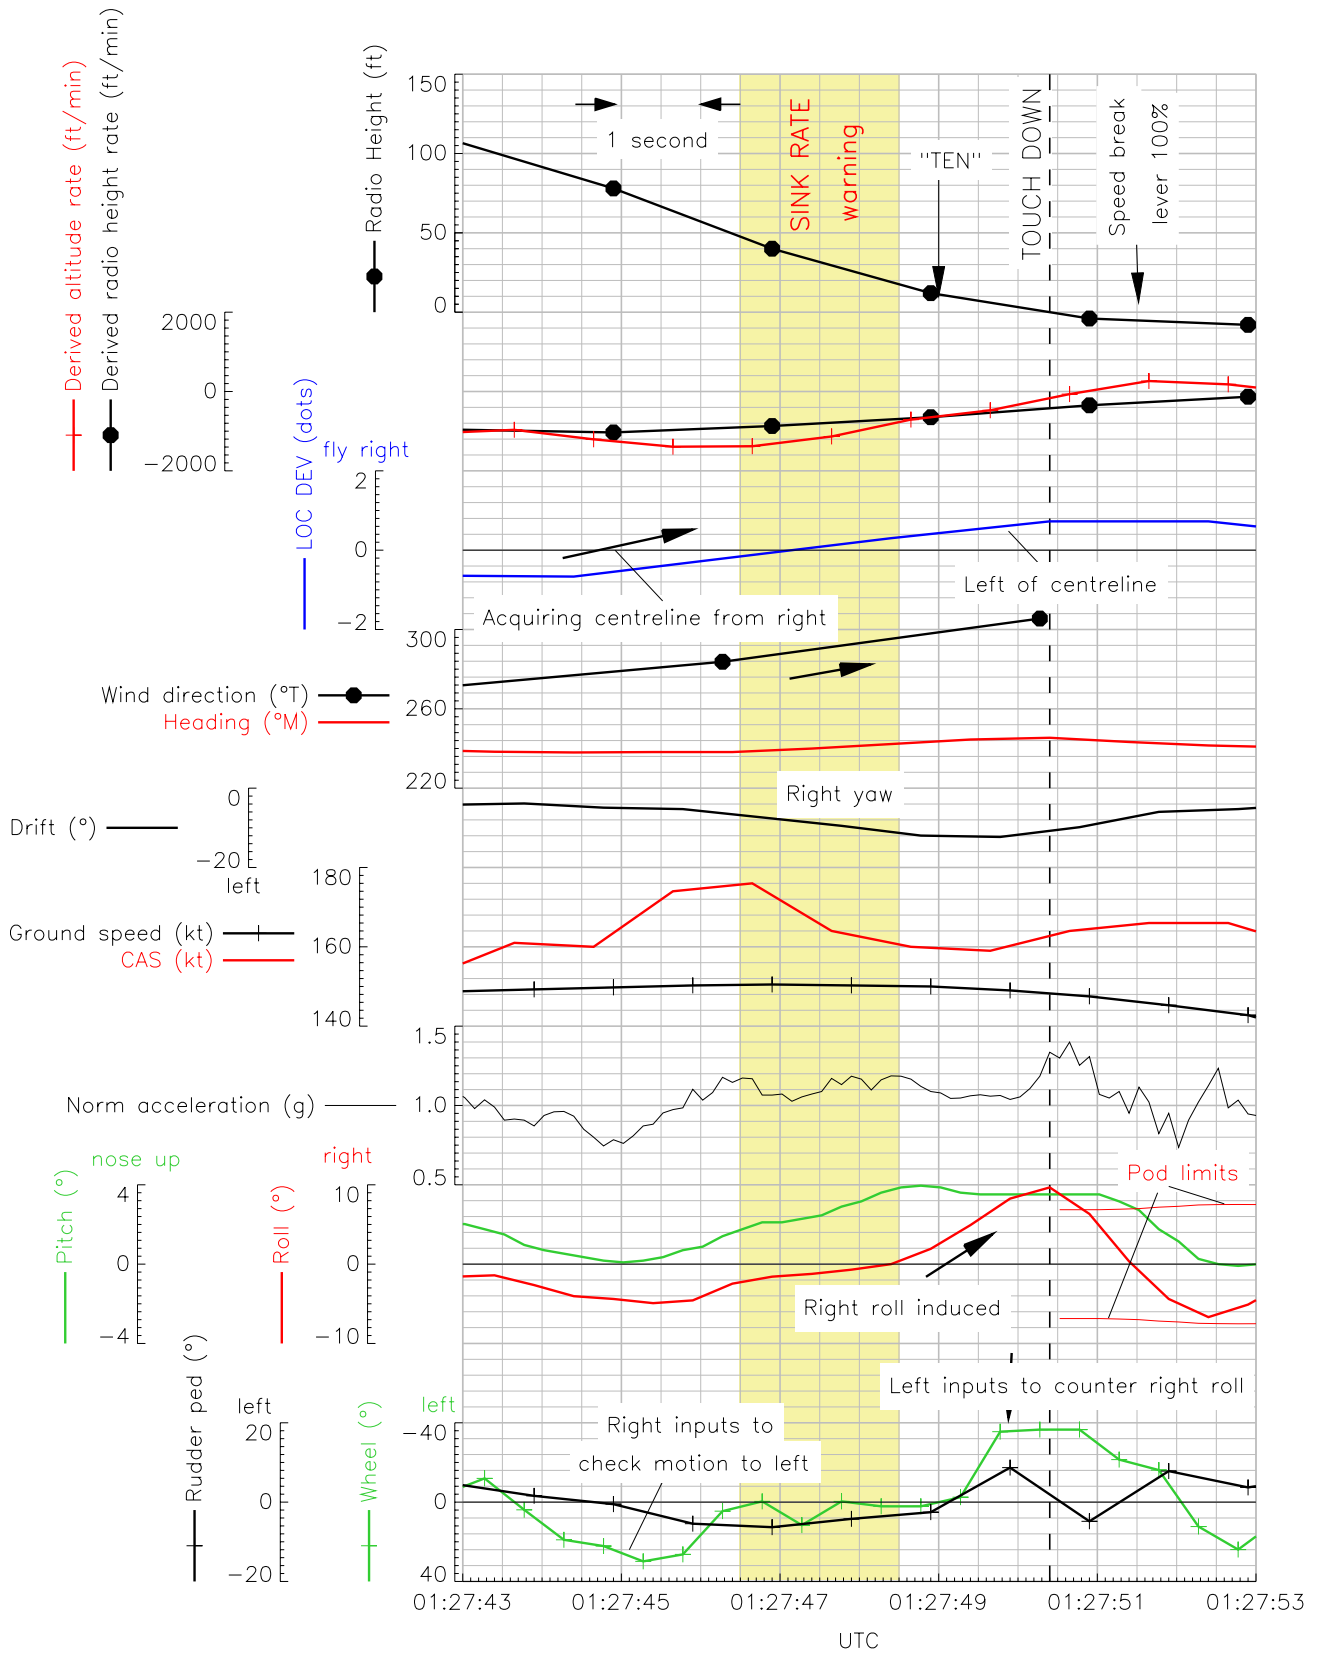 Derived altitude rate (ft/min)
Derived radio height rate (ft/min)
Radio Height (ft)
150
100
50
0
1 second
SINK RATE
warning
"TEN"
TOUCH DOWN
Speed break
lever 100%
2000
0
−2000
LOC DEV (dots)
fly right
2
0
−2
Acquiring centreline from right
Left of centreline
300
260
220
Wind direction (°T)
Heading (°M)
Right yaw
Drift (°)
0
−20
left
180
160
140
Ground speed (kt)
CAS (kt)
1.5
1.0
0.5
Norm acceleration (g)
nose up
Pitch (°)
4
0
−4
right
Roll (°)
10
0
−10
Pod limits
Right roll induced
Left inputs to counter right roll
Rudder ped (°)
left
20
0
−20
Wheel (°)
left
−40
0
40
Right inputs to
check motion to left
01:27:43 01:27:45 01:27:47 01:27:49 01:27:51 01:27:53
UTC